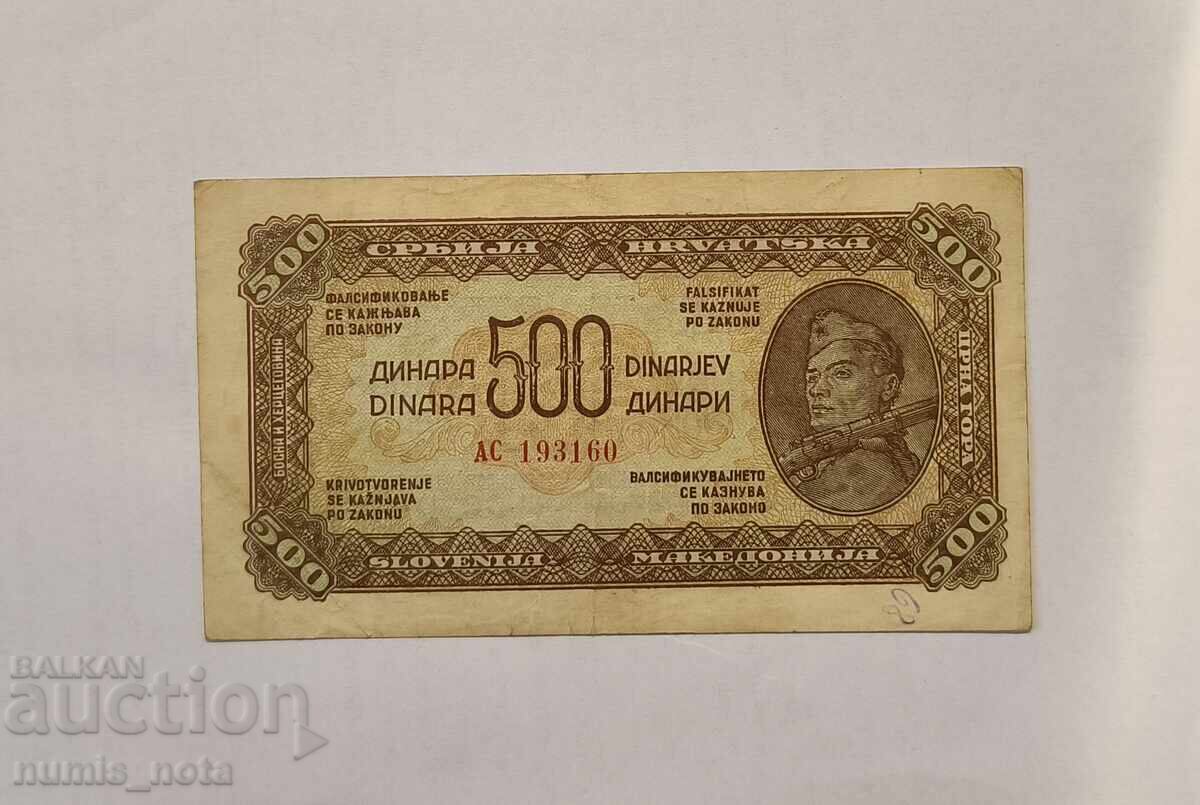 500
СРБИЈА
HRVATSKA
500
ФАЛСИФИКОВАЊЕ
СЕ КАЖЊАВА
ПО ЗАКОНУ
FALSIFIKAT
SE KAZNUJE
PO ZAKONU
БОСНА И ХЕРЦЕГОВИНА
ЦРНА ГОРА
ДИНАРА
DINARA
500
DINARJEV
ДИНАРИ
АС 193160
KRIVOTVORENJE
SE KAŽNJAVA
PO ZAKONU
ВАЛСИФИКУВАЈНЕТО
СЕ КАЗНУВА
ПО ЗАКОНО
500
SLOVENIJA
МАКЕДОНИЈА
500
BALKAN
auction
numis_nota